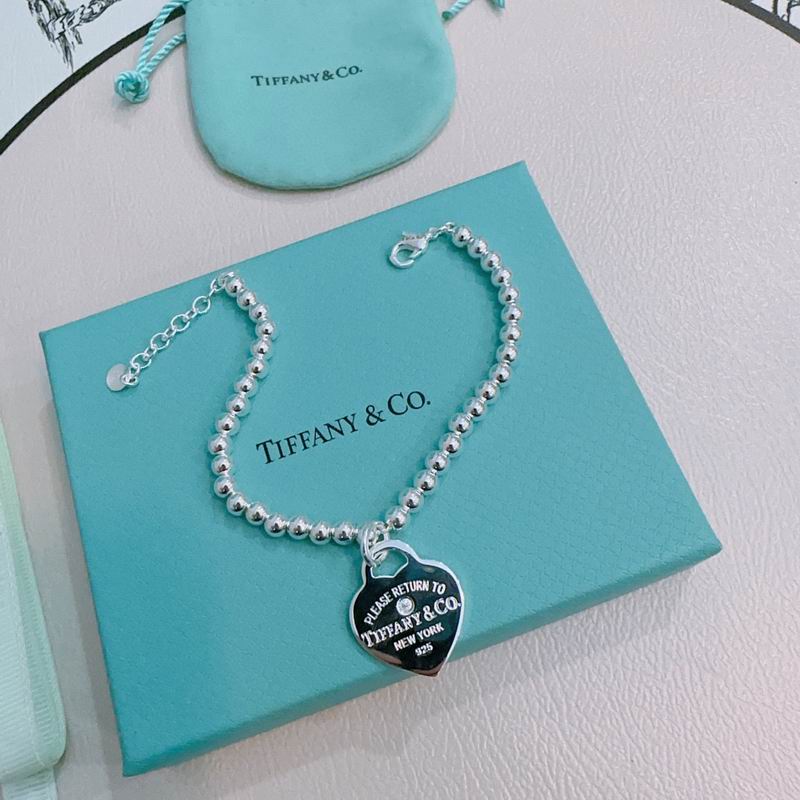 TIFFANY & CO.
TIFFANY & CO.
PLEASE RETURN TO
TIFFANY & CO.
NEW YORK
925